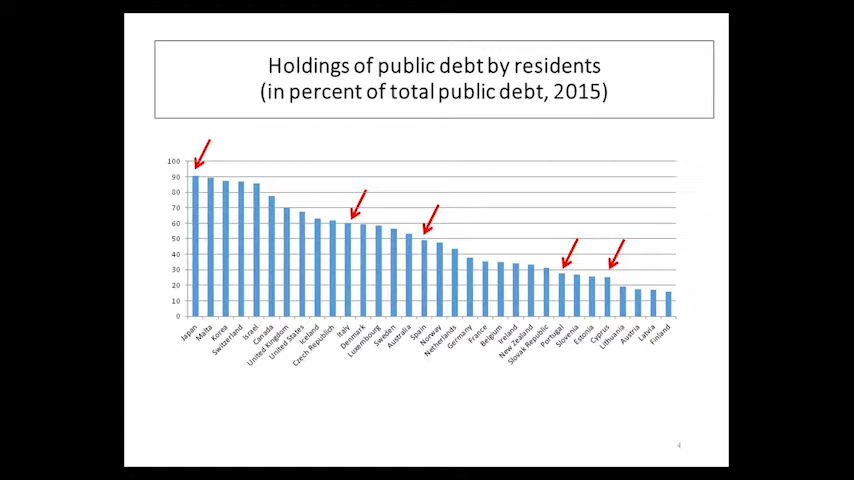 Holdings of public debt by residents
(in percent of total public debt, 2015)
100
90
80
70
60
50
40
30
20
10
0
Japan
Malta
Korea
Switzerland
Israel
Canada
United Kingdom
United States
Iceland
Czech Republich
Italy
Denmark
Luxembourg
Sweden
Australia
Spain
Norway
Netherlands
Germany
France
Belgium
Ireland
New Zealand
Slovak Republic
Portugal
Slovenia
Estonia
Cyprus
Lithuania
Austria
Latvia
Finland
4